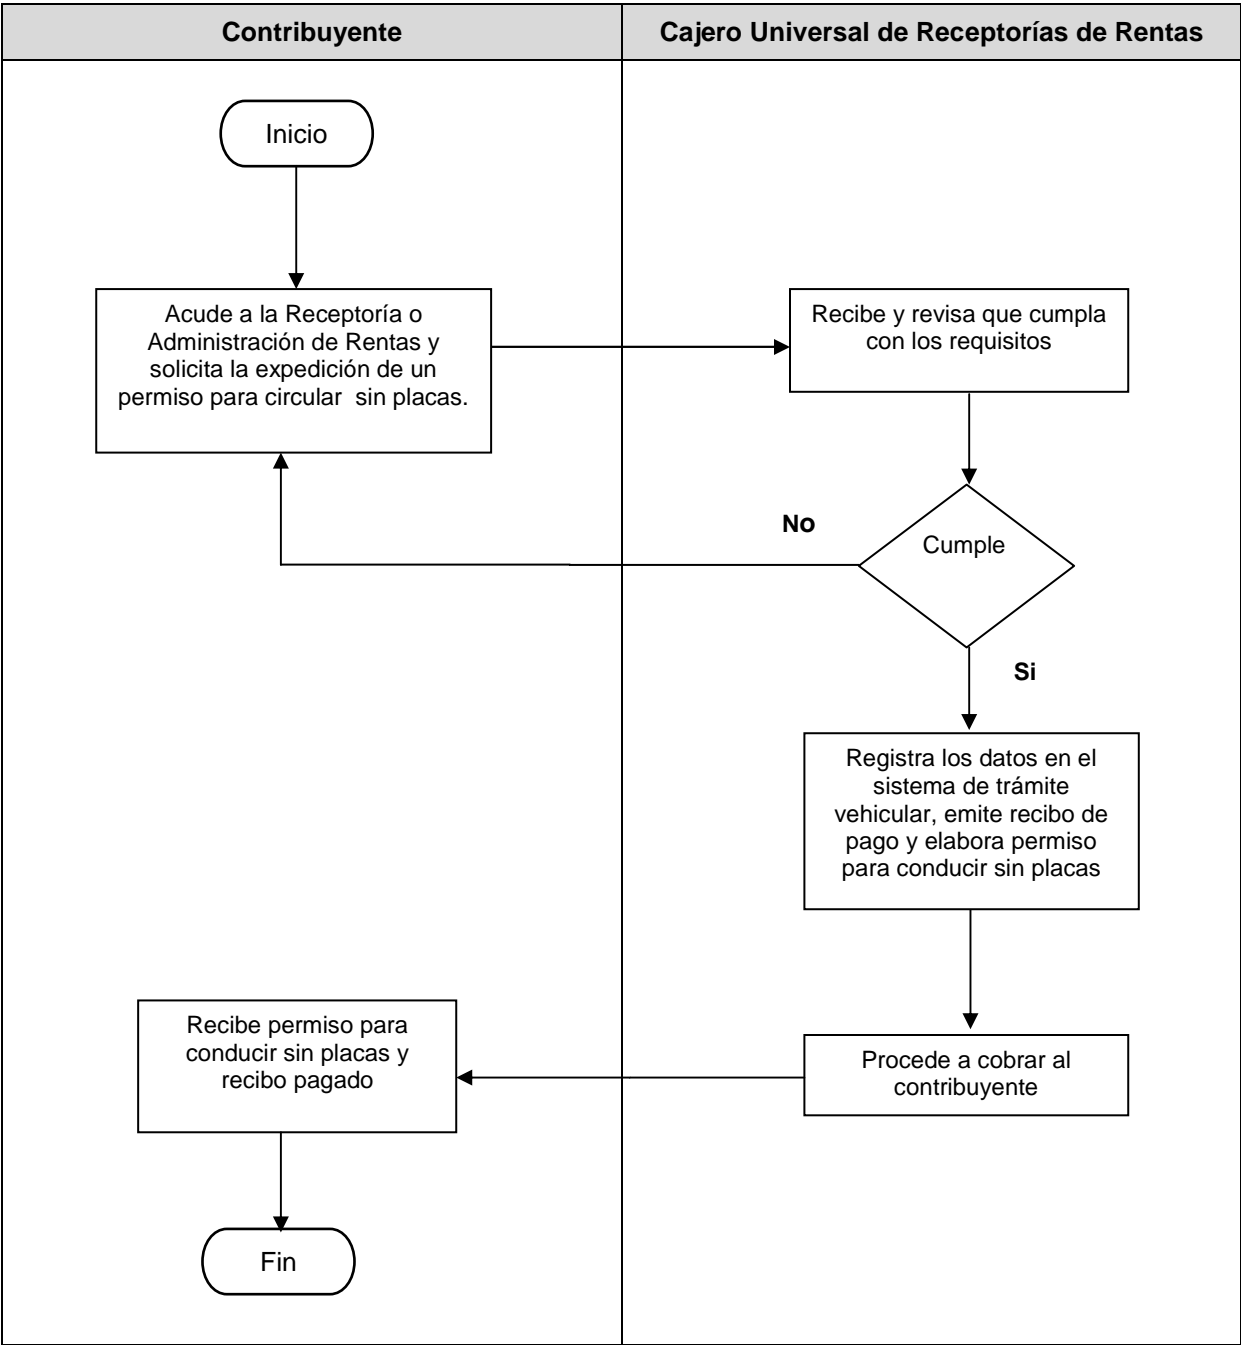 Contribuyente
Cajero Universal de Receptorías de Rentas
Inicio
Acude a la Receptoría o
Administración de Rentas y
solicita la expedición de un
permiso para circular  sin placas.
Recibe y revisa que cumpla
con los requisitos
No
Cumple
Si
Registra los datos en el
sistema de trámite
vehicular, emite recibo de
pago y elabora permiso
para conducir sin placas
Procede a cobrar al
contribuyente
Recibe permiso para
conducir sin placas y
recibo pagado
Fin